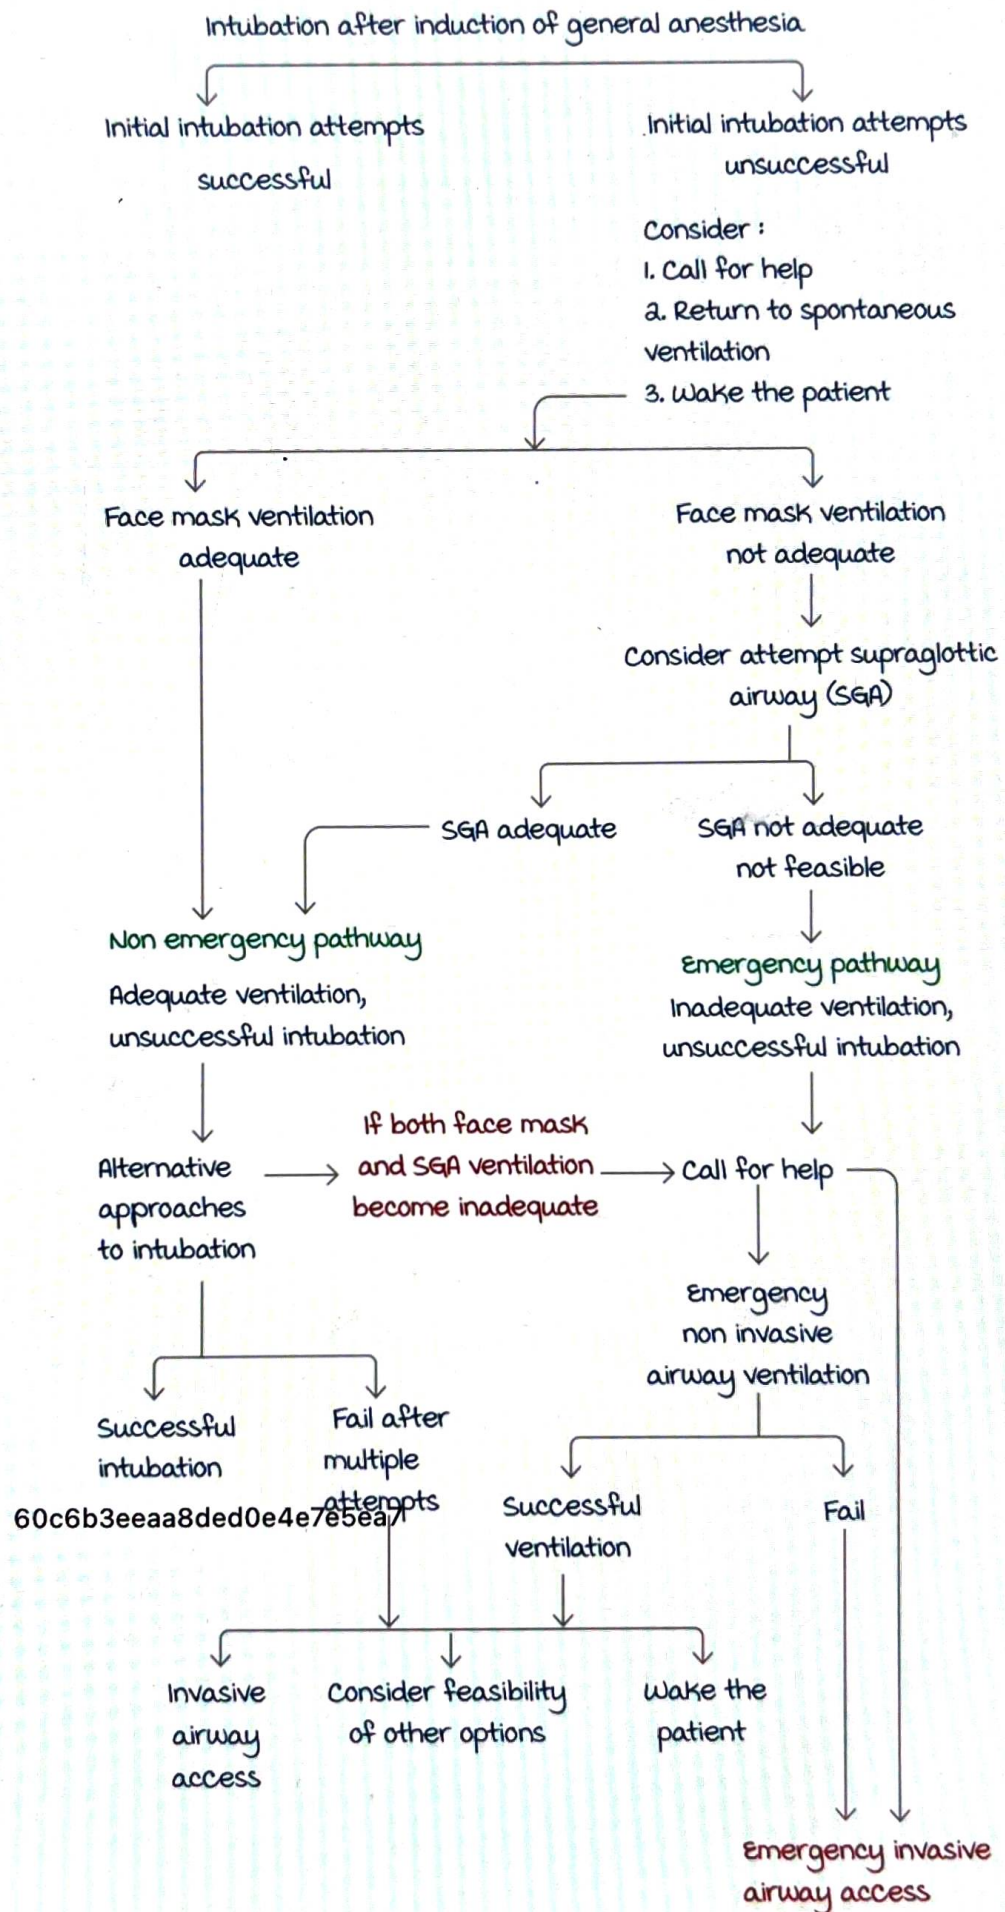 Intubation after induction of general anesthesia
Initial intubation attempts
successful
Initial intubation attempts
unsuccessful
Consider :
1. Call for help
2. Return to spontaneous
ventilation
3. Wake the patient
Face mask ventilation
adequate
Face mask ventilation
not adequate
Consider attempt supraglottic
airway (SGA)
SGA adequate
SGA not adequate
not feasible
Non emergency pathway
Adequate ventilation,
unsuccessful intubation
Emergency pathway
Inadequate ventilation,
unsuccessful intubation
Alternative
approaches
to intubation
If both face mask
and SGA ventilation
become inadequate
Call for help
Emergency
non invasive
airway ventilation
Successful
intubation
Fail after
multiple
attempts
60c6b3eeaa8ded0e4e7e5ea7
Successful
ventilation
Fail
Invasive
airway
access
Consider feasibility
of other options
Wake the
patient
Emergency invasive
airway access